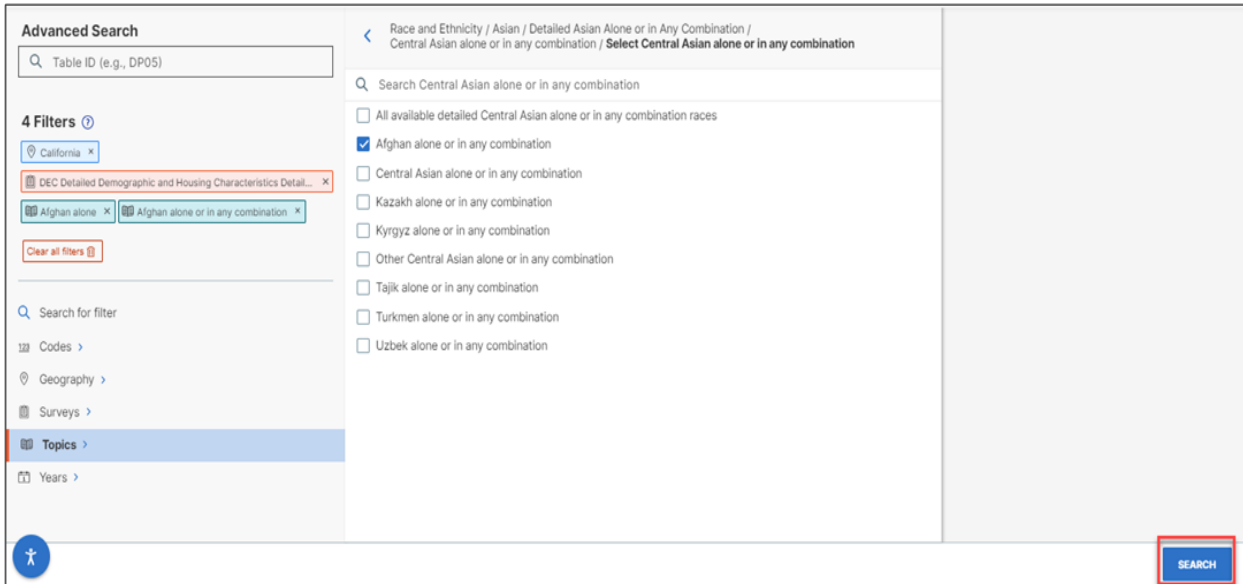 Advanced Search
Table ID (e.g., DP05)
4 Filters ?
California ×
DEC Detailed Demographic and Housing Characteristics Detail... ×
Afghan alone × Afghan alone or in any combination ×
Clear all filters
Search for filter
123 Codes >
Geography >
Surveys >
Topics >
Years >
Race and Ethnicity / Asian / Detailed Asian Alone or in Any Combination /
Central Asian alone or in any combination / Select Central Asian alone or in any combination
Search Central Asian alone or in any combination
All available detailed Central Asian alone or in any combination races
Afghan alone or in any combination
Central Asian alone or in any combination
Kazakh alone or in any combination
Kyrgyz alone or in any combination
Other Central Asian alone or in any combination
Tajik alone or in any combination
Turkmen alone or in any combination
Uzbek alone or in any combination
SEARCH